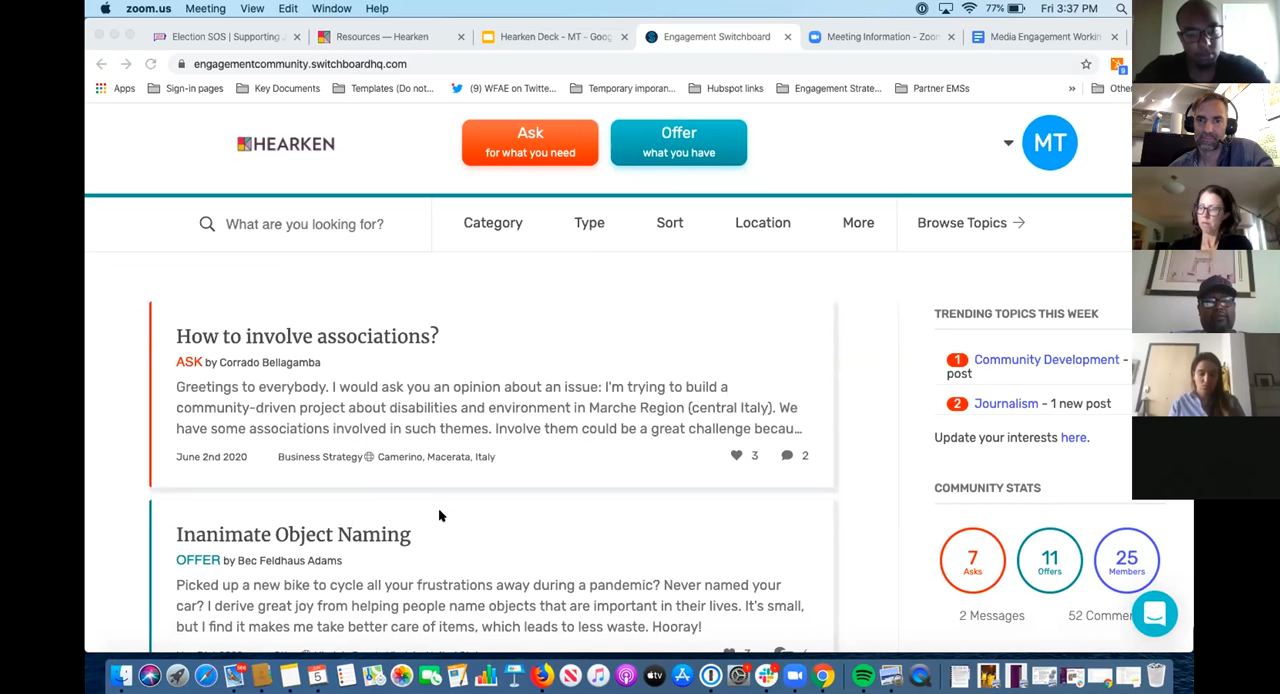 zoom.us Meeting View Edit Window Help 77% Fri 3:37 PM
Election SOS | Supporting J Resources — Hearken Hearken Deck - MT - Goog Engagement Switchboard Meeting Information - Zoom Media Engagement Workin
engagementcommunity.switchboardhq.com
Apps Sign-in pages Key Documents Templates (Do not... (9) WFAE on Twitte... Temporary imporan... Hubspot links Engagement Strate... Partner EMSs » Other
HEARKEN
Ask
for what you need
Offer
what you have
MT
What are you looking for? Category Type Sort Location More Browse Topics →
How to involve associations?
ASK by Corrado Bellagamba
Greetings to everybody. I would ask you an opinion about an issue: I'm trying to build a
community-driven project about disabilities and environment in Marche Region (central Italy). We
have some associations involved in such themes. Involve them could be a great challenge becau...
June 2nd 2020 Business Strategy Camerino, Macerata, Italy 3 2
Inanimate Object Naming
OFFER by Bec Feldhaus Adams
Picked up a new bike to cycle all your frustrations away during a pandemic? Never named your
car? I derive great joy from helping people name objects that are important in their lives. It's small,
but I find it makes me take better care of items, which leads to less waste. Hooray!
TRENDING TOPICS THIS WEEK
1 Community Development -
post
2 Journalism - 1 new post
Update your interests here.
COMMUNITY STATS
7
Asks
11
Offers
25
Members
2 Messages 52 Commen